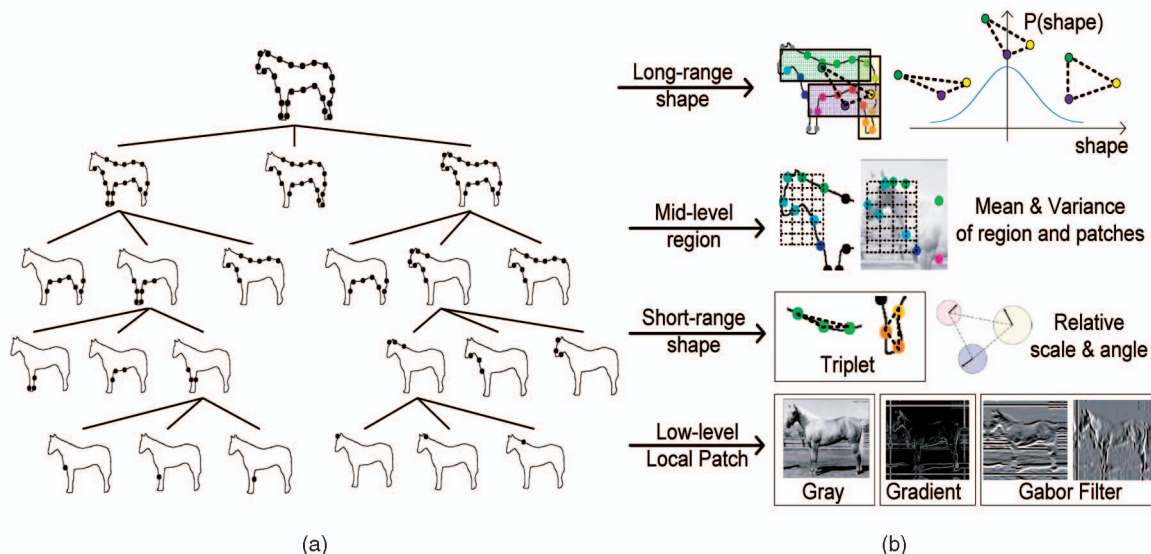 Long-range
shape
P(shape)
shape
Mid-level
region
Mean & Variance
of region and patches
Short-range
shape
Triplet
Relative
scale & angle
Low-level
Local Patch
Gray
Gradient
Gabor Filter
(a)
(b)